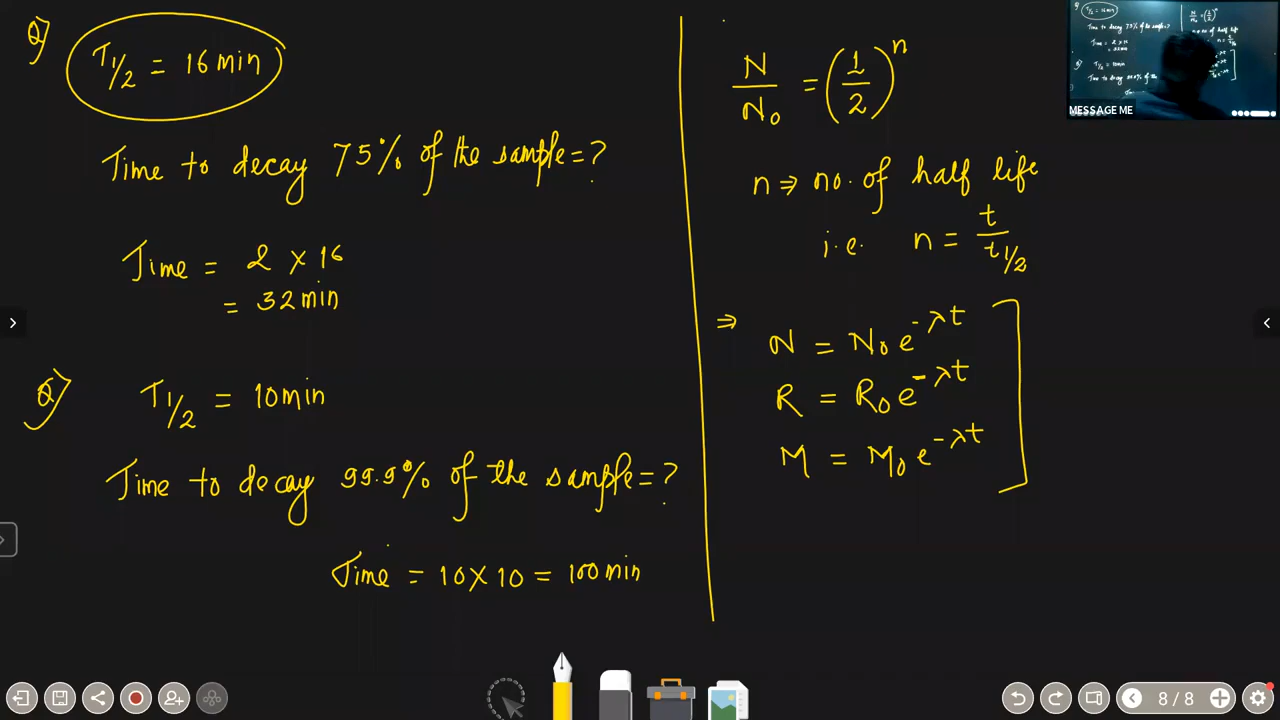 Q)
T1/2 = 16 min
Time to decay 75% of the sample = ?
Time = 2 × 16
= 32 min
Q)
T1/2 = 10 min
Time to decay 99.9% of the sample = ?
Time = 10 × 10 = 100 min
N/N0 = (1/2)^n
n ⇒ no. of half life
i.e. n = t/t1/2
⇒ N = N0 e^-λt
R = R0 e^-λt
M = M0 e^-λt
MESSAGE ME
8 / 8